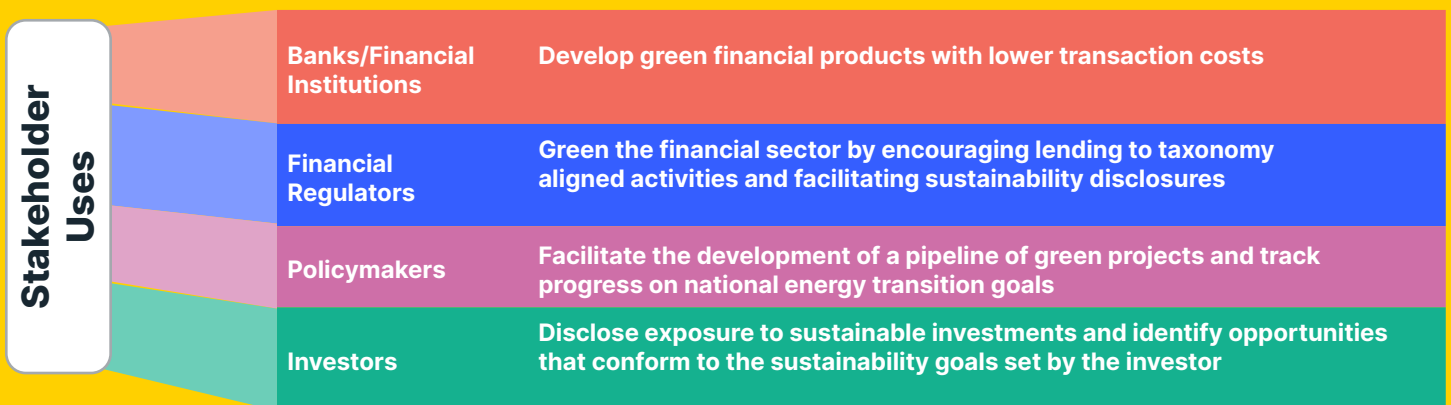 Stakeholder
Uses
Banks/Financial
Institutions
Develop green financial products with lower transaction costs
Financial
Regulators
Green the financial sector by encouraging lending to taxonomy
aligned activities and facilitating sustainability disclosures
Policymakers
Facilitate the development of a pipeline of green projects and track
progress on national energy transition goals
Investors
Disclose exposure to sustainable investments and identify opportunities
that conform to the sustainability goals set by the investor